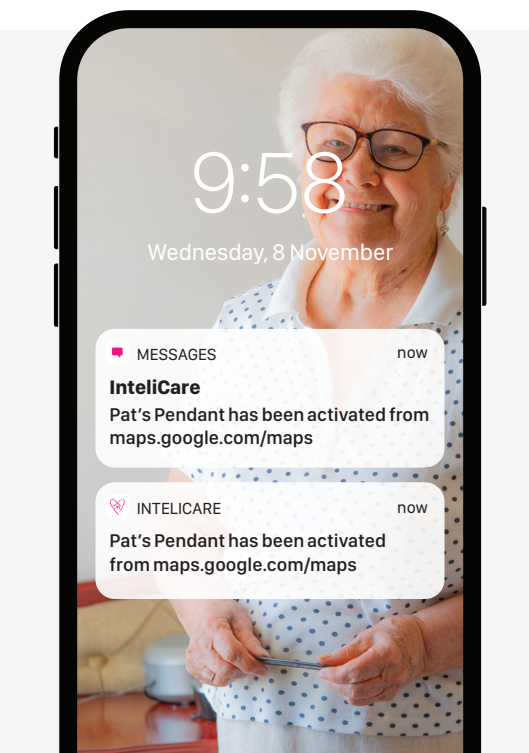 9:58
Wednesday, 8 November
MESSAGES now
InteliCare
Pat's Pendant has been activated from
maps.google.com/maps
INTELICARE now
Pat's Pendant has been activated
from maps.google.com/maps